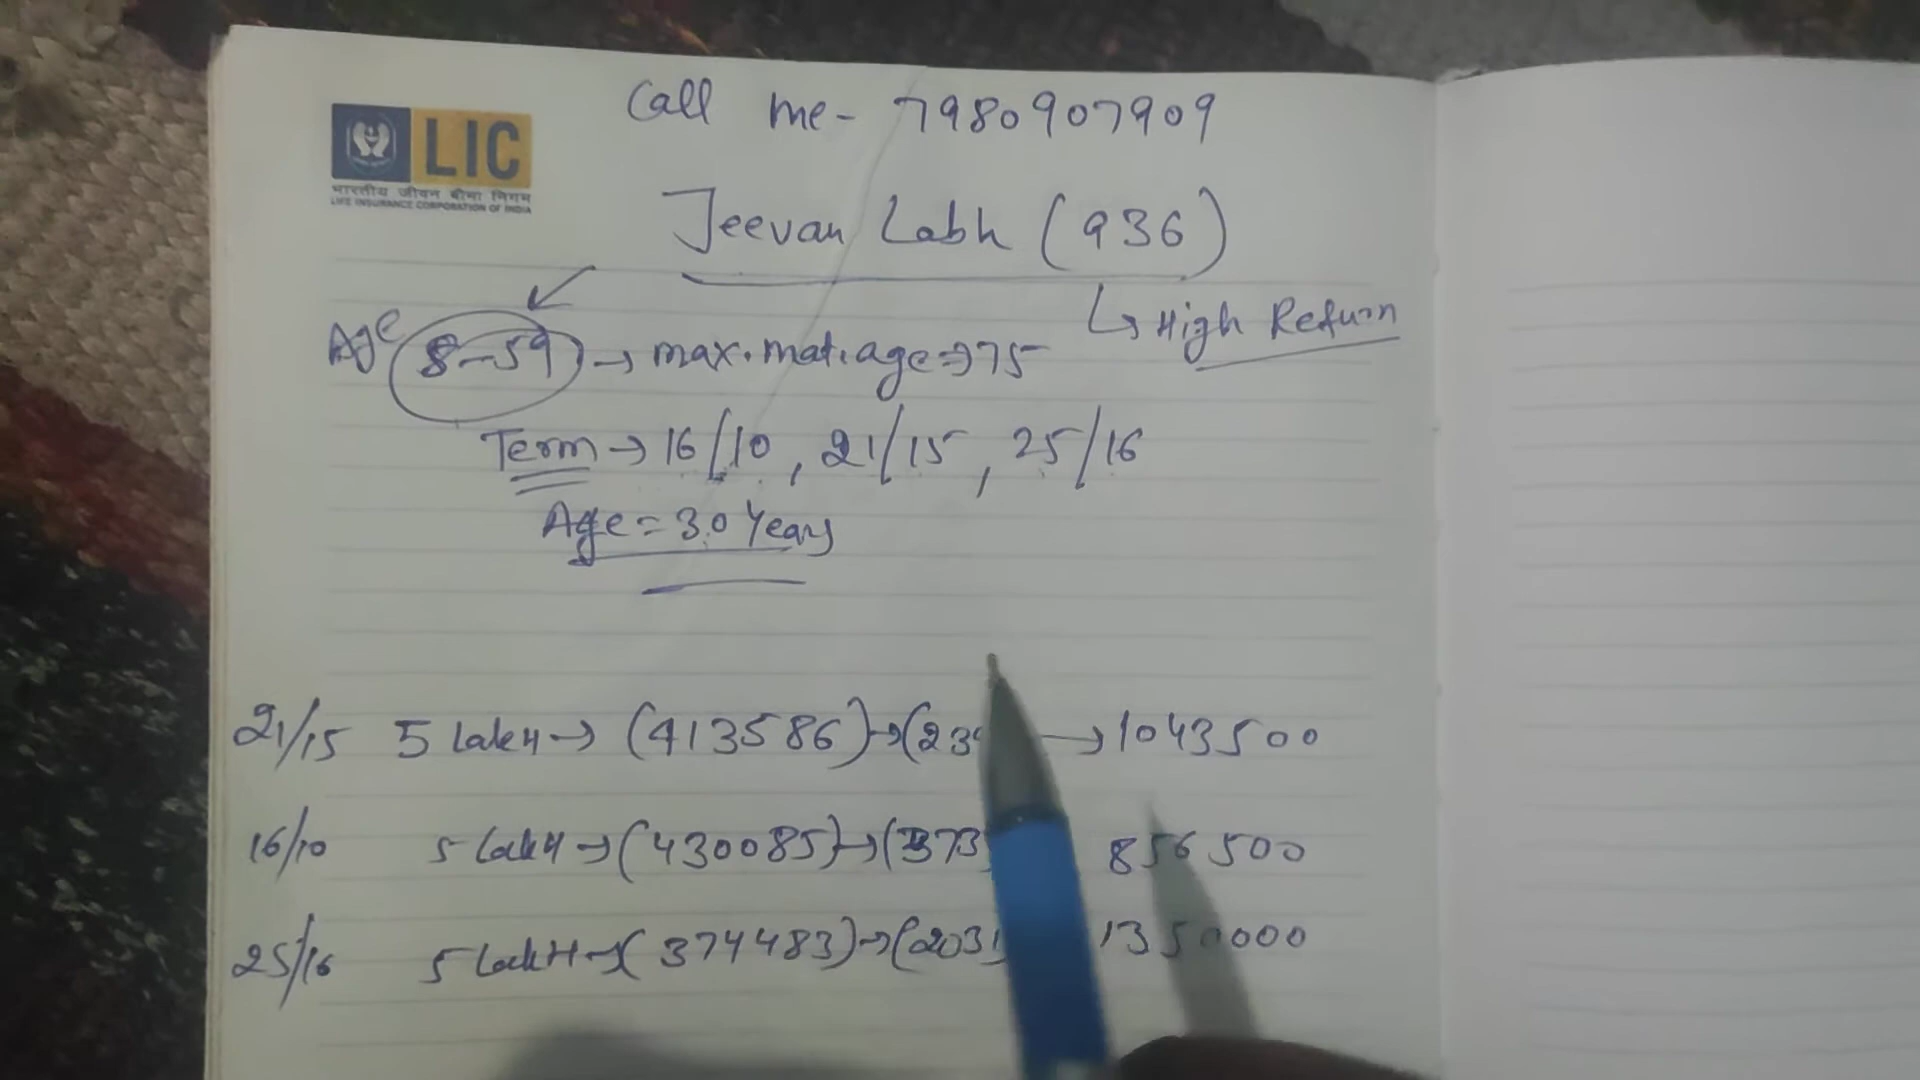 Call me - 7980907909
LIC
भारतीय जीवन बीमा निगम
LIFE INSURANCE CORPORATION OF INDIA
Jeevan Labh (936)
↳ High Return
Age 8-59 → max. mat. age ⇒ 75
Term → 16/10, 21/15, 25/16
Age = 30 Years
21/15 5 Lakh → (413586) → (23 → 1043500
16/10 5 Lakh → (430085) → (373 856500
25/16 5 Lakh → (374483) → (2031 1350000